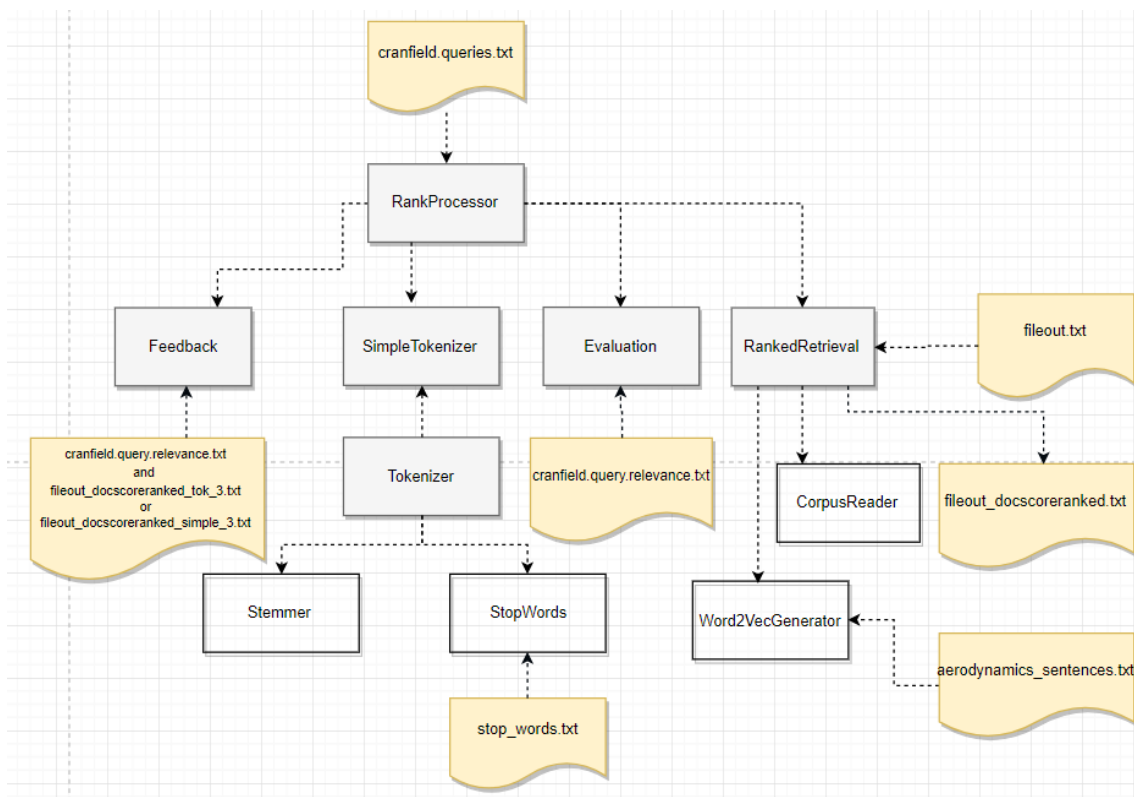 cranfield.queries.txt
RankProcessor
Feedback
SimpleTokenizer
Evaluation
RankedRetrieval
fileout.txt
cranfield.query.relevance.txt
and
fileout_docscoreranked_tok_3.txt
or
fileout_docscoreranked_simple_3.txt
Tokenizer
cranfield.query.relevance.txt
CorpusReader
fileout_docscoreranked.txt
Stemmer
StopWords
Word2VecGenerator
aerodynamics_sentences.txt
stop_words.txt